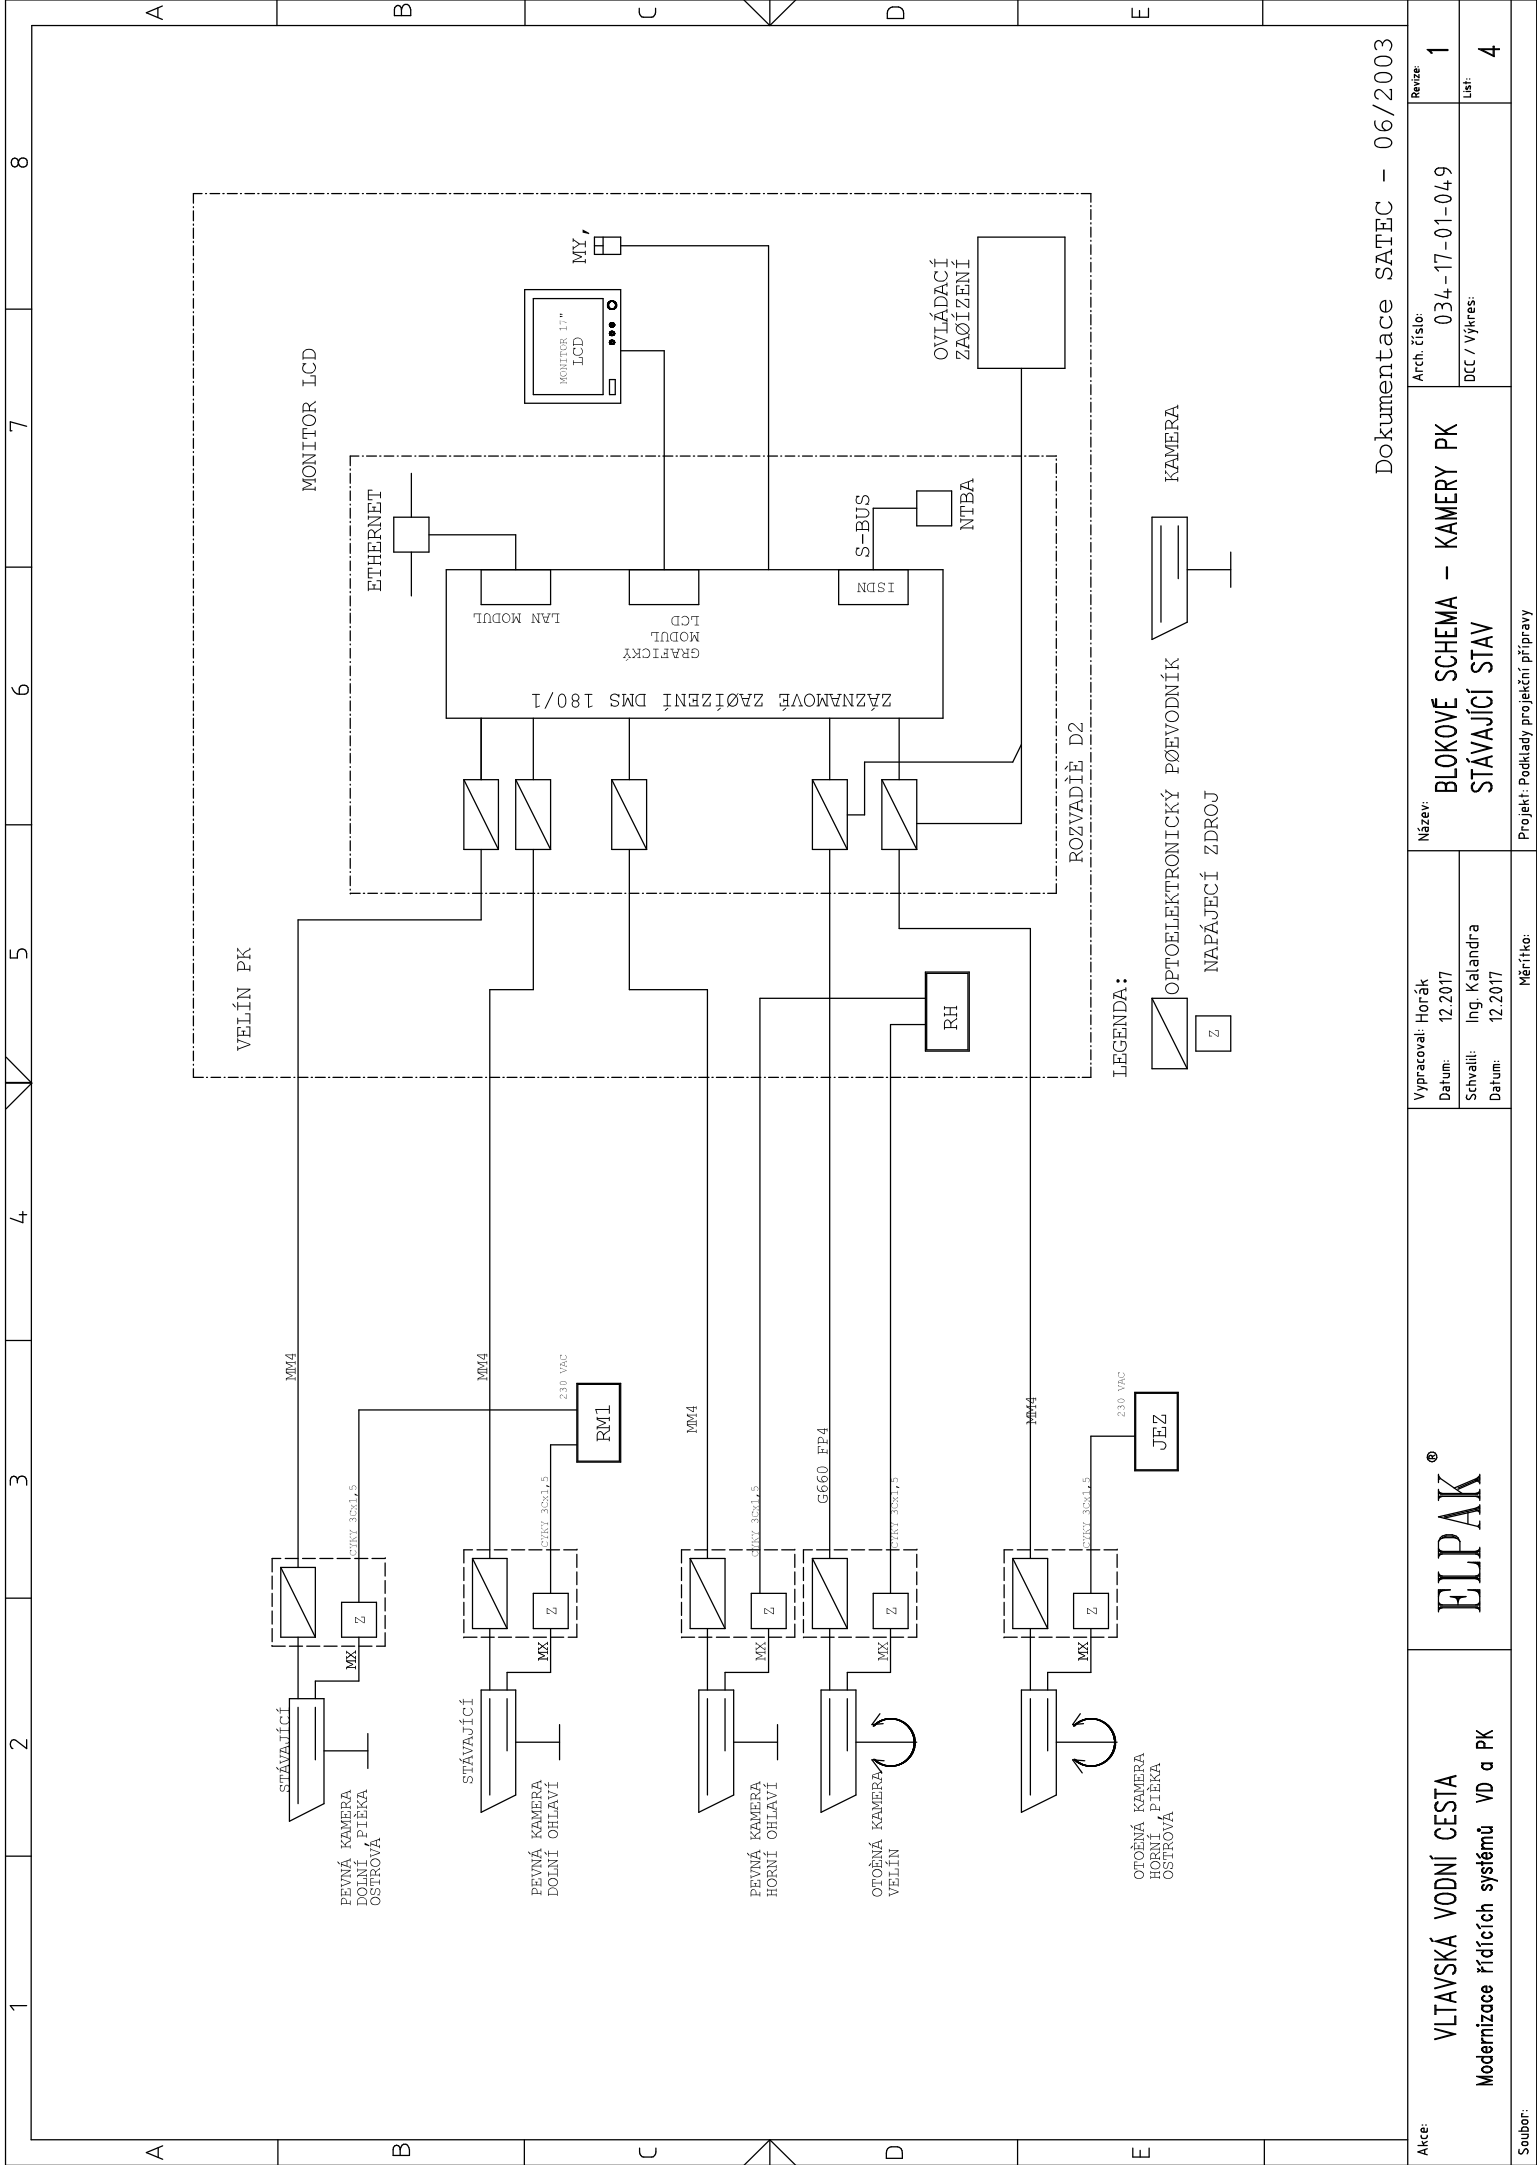 1
2
3
4
5
6
7
8
A
B
C
D
E
A
B
C
D
E
VELÍN PK
MONITOR LCD
ETHERNET
MONITOR 17"
LCD
MY,
LAN MODUL
GRAFICKÝ
MODUL
LCD
ISDN
S-BUS
NTBA
ZÁZNAMOVÉ ZAØÍZENÍ DMS 180/1
OVLÁDACÍ
ZAØÍZENÍ
ROZVADÌÈ D2
STÁVAJÍCÍ
PEVNÁ KAMERA
DOLNÍ PIÈKA
OSTROVA
MX
Z
CYKY 3Cx1,5
MM4
STÁVAJÍCÍ
PEVNÁ KAMERA
DOLNÍ OHLAVÍ
MX
Z
CYKY 3Cx1,5
MM4
230 VAC
RM1
PEVNÁ KAMERA
HORNÍ OHLAVÍ
MX
Z
CYKY 3Cx1,5
MM4
OTOÈNÁ KAMERA
VELÍN
MX
Z
CYKY 3Cx1,5
G660 FP4
RH
OTOÈNÁ KAMERA
HORNÍ PIÈKA
OSTROVA
MX
Z
CYKY 3Cx1,5
MM4
230 VAC
JEZ
LEGENDA:
OPTOELEKTRONICKÝ PØEVODNÍK
KAMERA
Z
NAPÁJECÍ ZDROJ
Dokumentace SATEC - 06/2003
Akce:
VLTAVSKÁ VODNÍ CESTA
Modernizace řídících systémů VD a PK
ELPAK ®
Vypracoval: Horák
Datum: 12.2017
Schvalil: Ing. Kalandra
Datum: 12.2017
Název:
BLOKOVÉ SCHEMA - KAMERY PK
STÁVAJÍCÍ STAV
Arch. číslo:
034-17-01-049
DCC / Výkres:
Revize:
1
List:
4
Soubor:
Měřítko:
Projekt: Podklady projekční přípravy